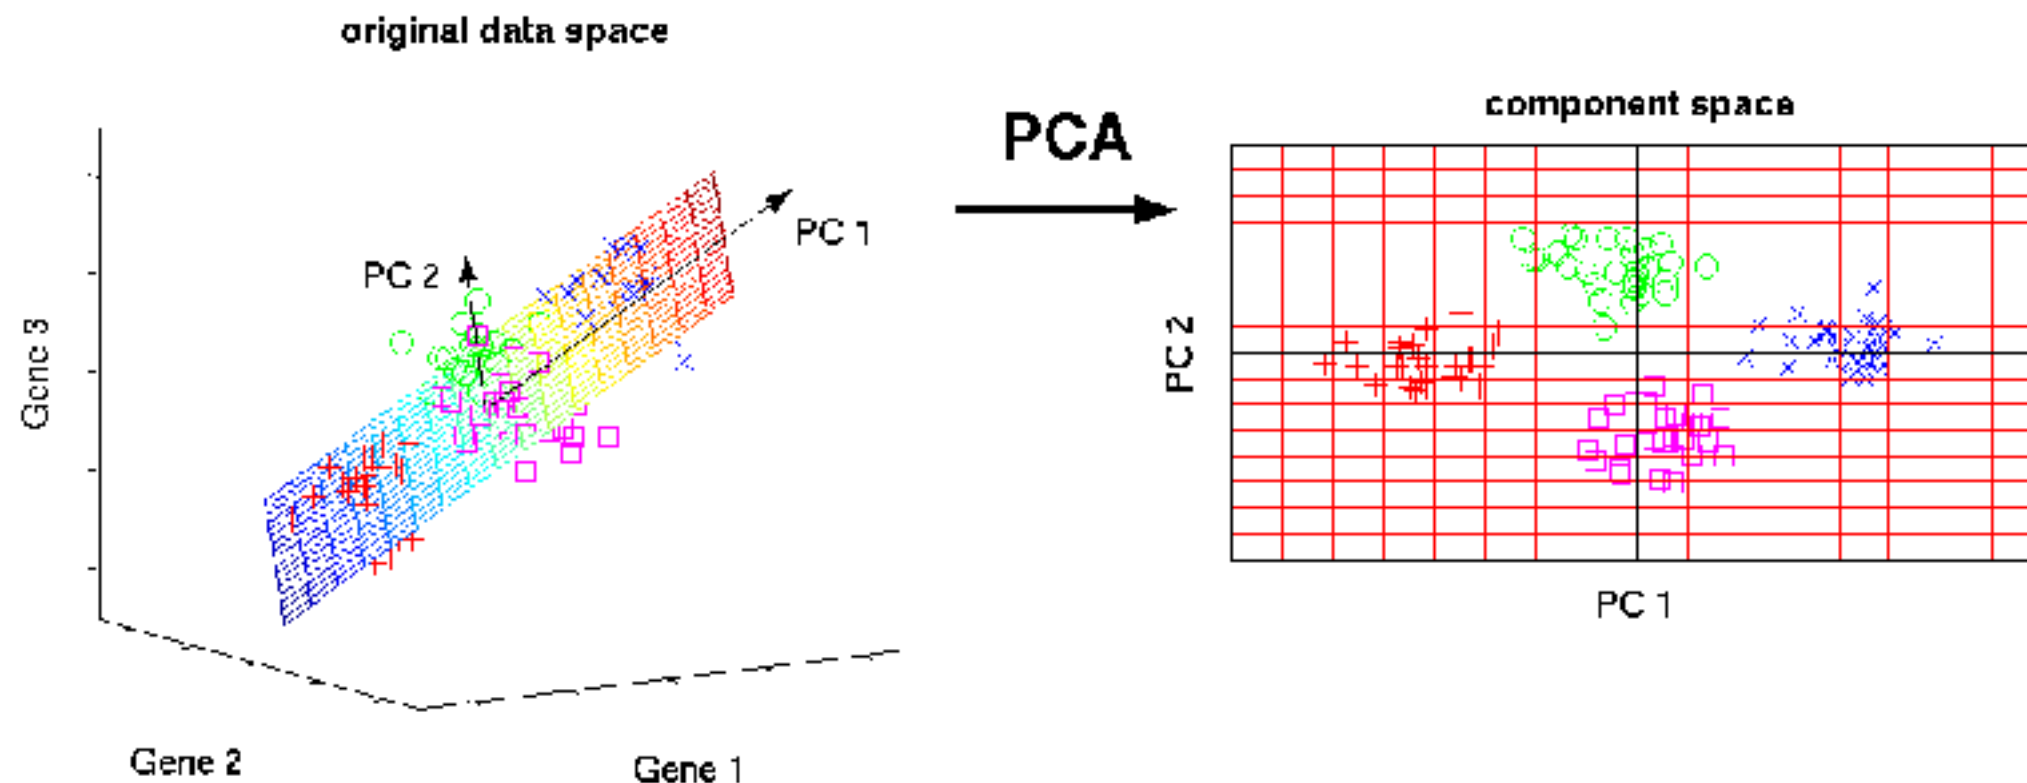 original data space
PCA
component space
PC 1
PC 2
Gene 3
PC 2
PC 1
Gene 2
Gene 1